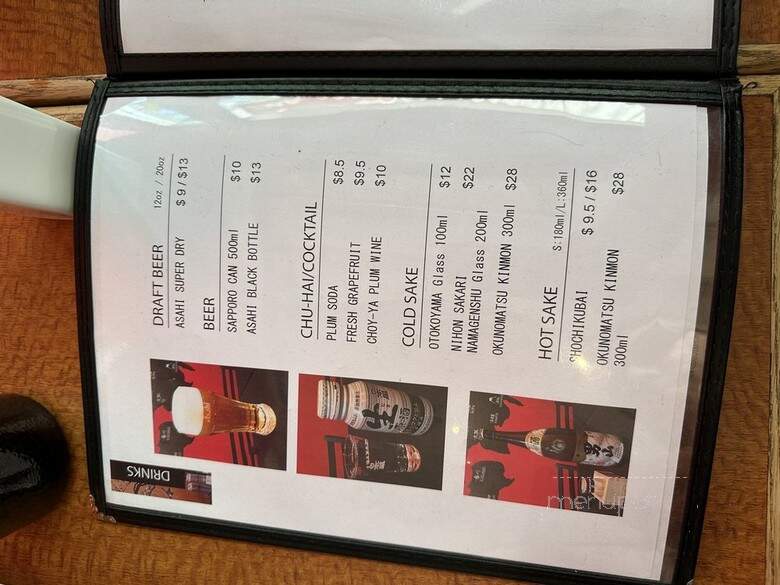 DRINKS
DRAFT BEER 12oz / 20oz
ASAHI SUPER DRY $ 9 / $13
BEER
SAPPORO CAN 500ml $10
ASAHI BLACK BOTTLE $13
CHU-HAI/COCKTAIL
PLUM SODA $8.5
FRESH GRAPEFRUIT $9.5
CHOY-YA PLUM WINE $10
COLD SAKE
OTOKOYAMA Glass 100ml $12
NIHON SAKARI
NAMAGENSHU Glass 200ml $22
OKUNOMATSU KINMON 300ml $28
HOT SAKE S:180ml/L:360ml
SHOCHIKUBAI $ 9.5 / $16
OKUNOMATSU KINMON $28
300ml
生
男山